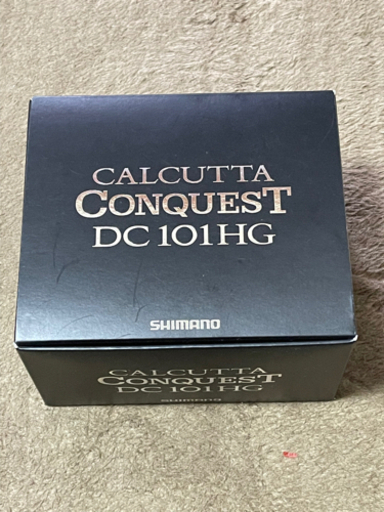 CALCUTTA
CONQUEST
DC 101HG
SHIMANO
CALCUTTA
CONQUEST
DC 101HG
SHIMANO